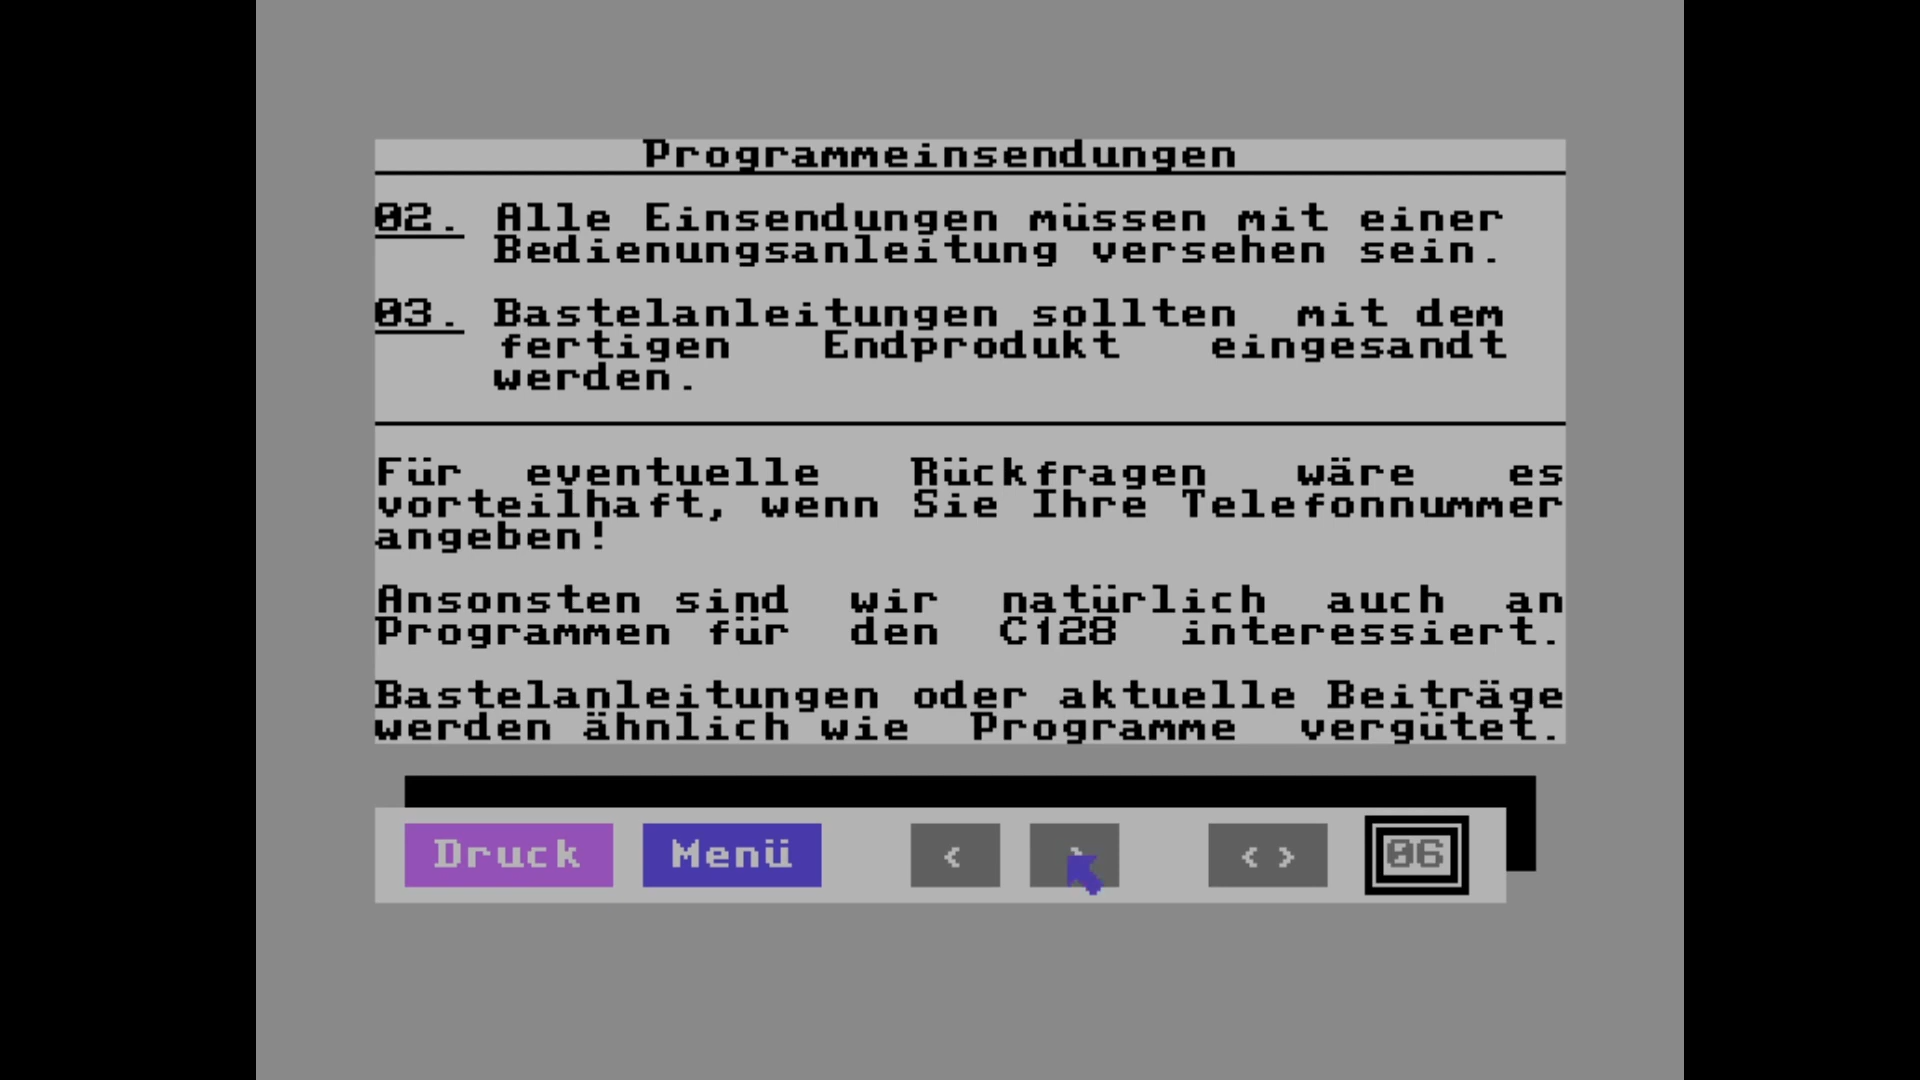 Programmeinsendungen
02. Alle Einsendungen müssen mit einer
Bedienungsanleitung versehen sein.
03. Bastelanleitungen sollten mit dem
fertigen Endprodukt eingesandt
werden.
Für eventuelle Rückfragen wäre es
vorteilhaft, wenn Sie Ihre Telefonnummer
angeben!
Ansonsten sind wir natürlich auch an
Programmen für den C128 interessiert.
Bastelanleitungen oder aktuelle Beiträge
werden ähnlich wie Programme vergütet.
Druck Menü < > < > 06